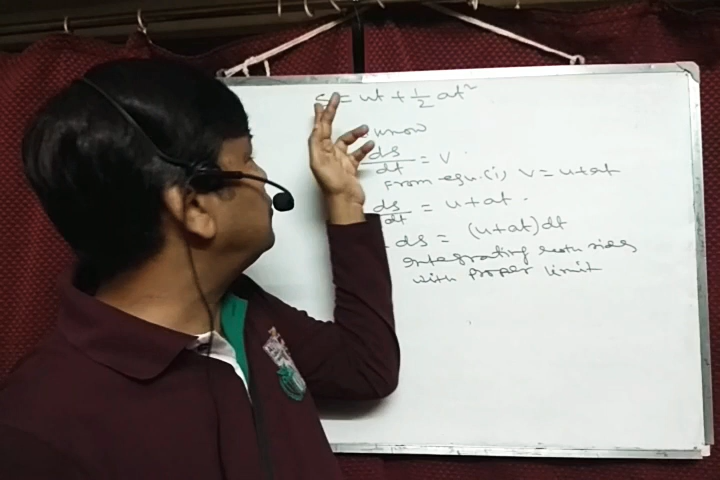 S = ut + 1/2 at²
know
ds/dt = v
from equ.(i) v = u+at
ds/dt = u+at.
ds = (u+at)dt
integrating both sides
with proper limit